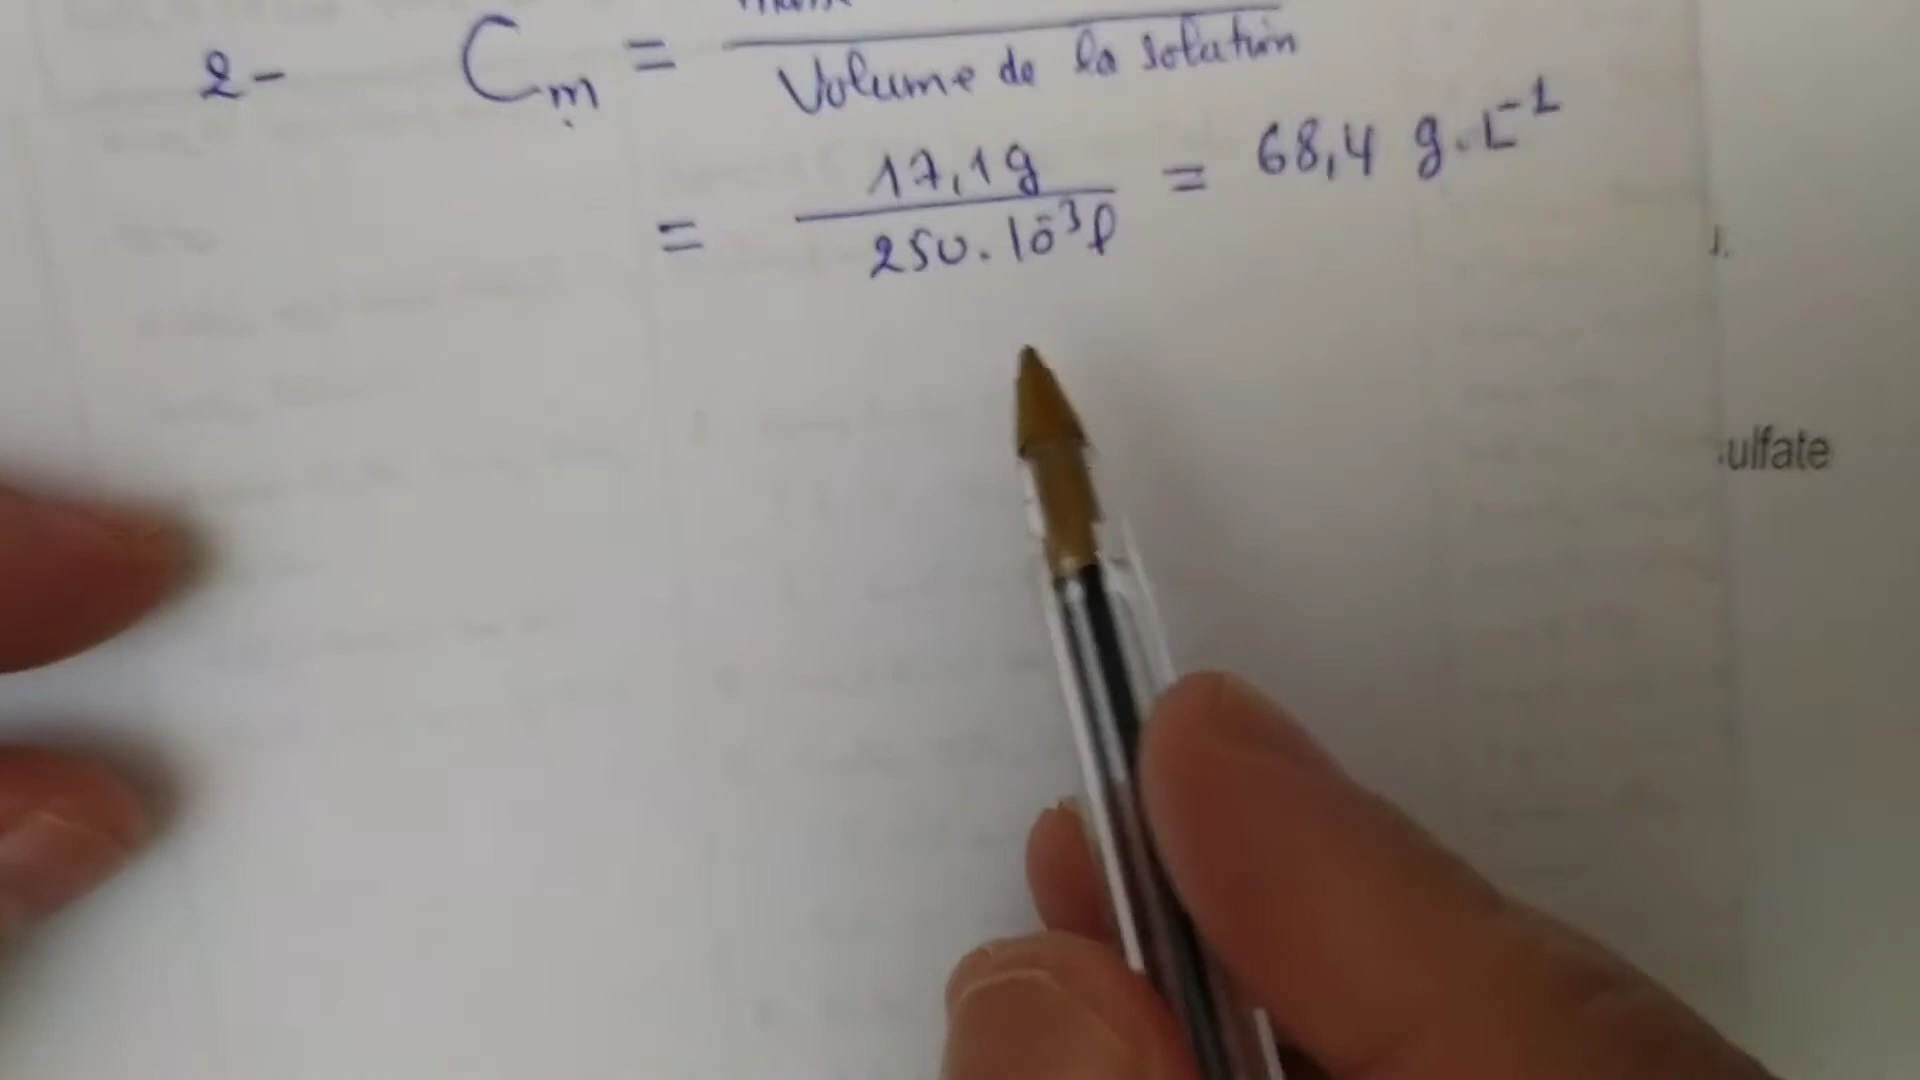 2- Cm =
Volume de la solution
= 17,1g / 250.10⁻³l = 68,4 g.L⁻¹
ulfate